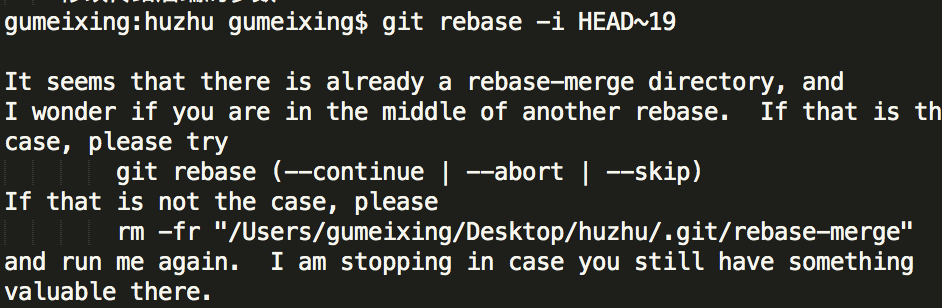 gumeixing:huzhu gumeixing$ git rebase -i HEAD~19
It seems that there is already a rebase-merge directory, and
I wonder if you are in the middle of another rebase.  If that is th
case, please try
        git rebase (--continue | --abort | --skip)
If that is not the case, please
        rm -fr "/Users/gumeixing/Desktop/huzhu/.git/rebase-merge"
and run me again.  I am stopping in case you still have something
valuable there.